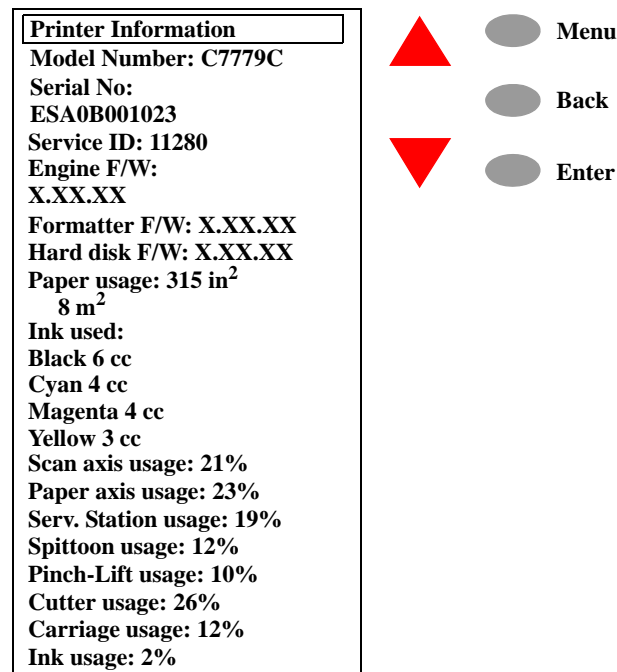 Printer Information
Model Number: C7779C
Serial No:
ESA0B001023
Service ID: 11280
Engine F/W:
X.XX.XX
Formatter F/W: X.XX.XX
Hard disk F/W: X.XX.XX
Paper usage: 315 in²
8 m²
Ink used:
Black 6 cc
Cyan 4 cc
Magenta 4 cc
Yellow 3 cc
Scan axis usage: 21%
Paper axis usage: 23%
Serv. Station usage: 19%
Spittoon usage: 12%
Pinch-Lift usage: 10%
Cutter usage: 26%
Carriage usage: 12%
Ink usage: 2%
Menu
Back
Enter